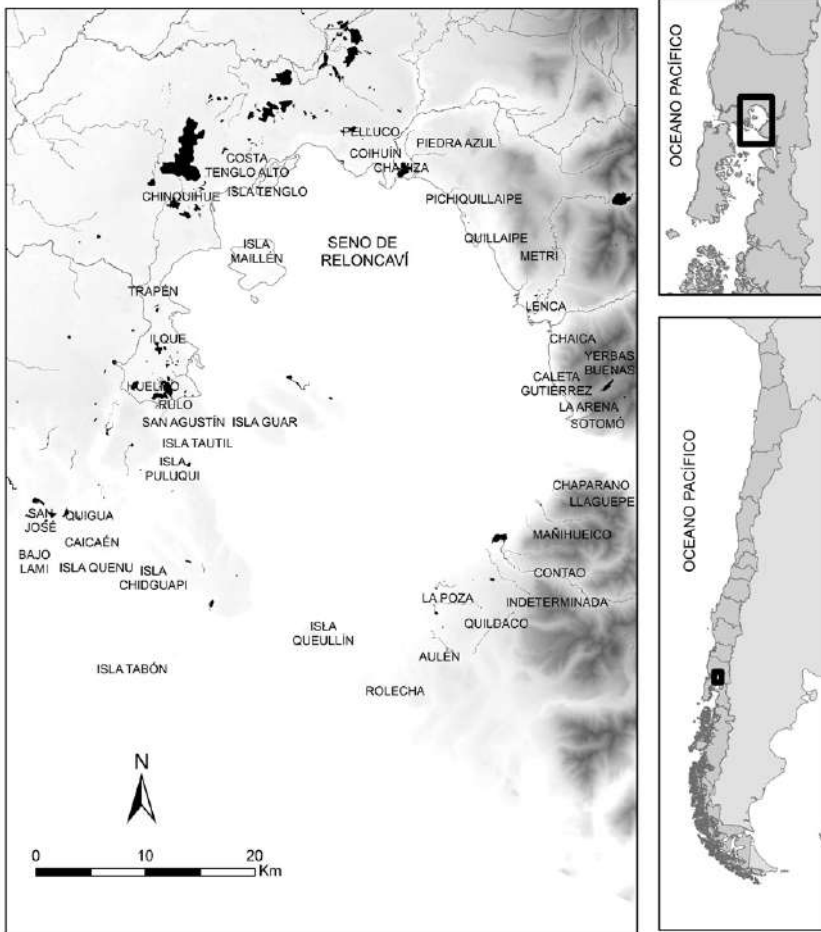 PELLUCO
PIEDRA AZUL
COIHUÍN
COSTA
TENGLO ALTO
CHAMIZA
CHINQUIHUE
ISLA TENGLO
PICHIQUILLAIPE
ISLA
MAILLÉN
SENO DE
RELONCAVÍ
QUILLAIPE
METRI
TRAPÉN
LENCA
ILQUE
CHAICA
YERBAS
BUENAS
HUELMO
CALETA
GUTIÉRREZ
RULO
LA ARENA
SAN AGUSTÍN
ISLA GUAR
SOTOMÓ
ISLA TAUTIL
ISLA
PULUQUI
CHAPARANO
LLAGUEPE
SAN
JOSÉ
QUIGUA
MAÑIHUEICO
CAICAÉN
BAJO
LAMI
ISLA QUENU
ISLA
CHIDGUAPI
CONTAO
LA POZA
INDETERMINADA
QUILDACO
ISLA
QUEULLÍN
AULÉN
ISLA TABÓN
ROLECHA
N
0 10 20
Km
OCEANO PACÍFICO
OCEANO PACÍFICO